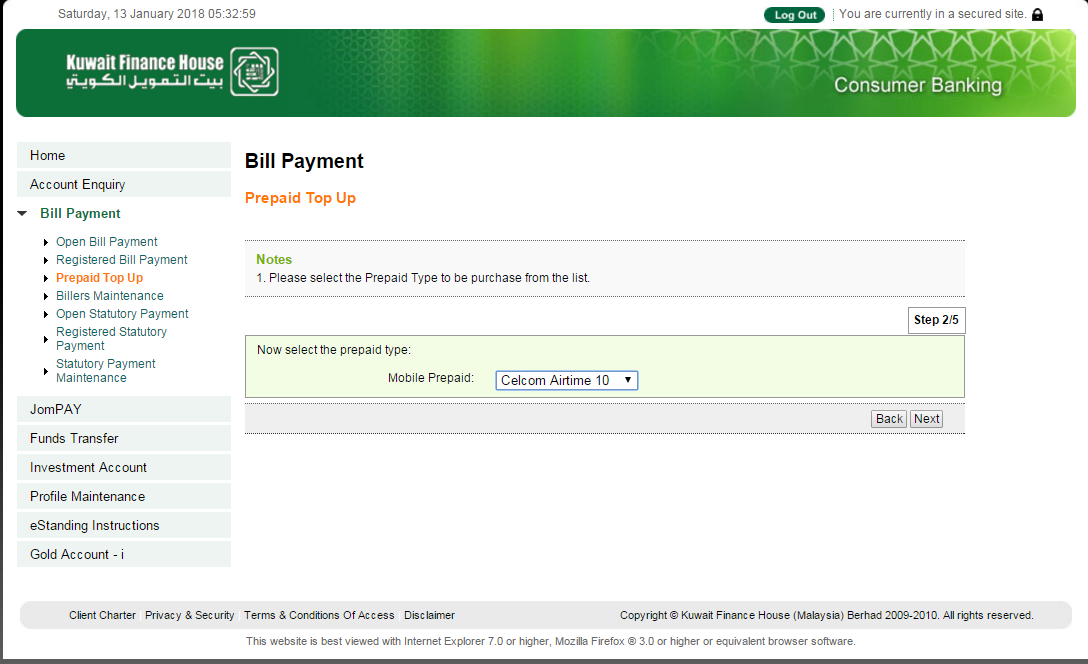 Saturday, 13 January 2018 05:32:59
Log Out
You are currently in a secured site.
Kuwait Finance House
بيت التمويل الكويتي
Consumer Banking
Home
Account Enquiry
Bill Payment
Open Bill Payment
Registered Bill Payment
Prepaid Top Up
Billers Maintenance
Open Statutory Payment
Registered Statutory
Payment
Statutory Payment
Maintenance
JomPAY
Funds Transfer
Investment Account
Profile Maintenance
eStanding Instructions
Gold Account - i
Bill Payment
Prepaid Top Up
Notes
1. Please select the Prepaid Type to be purchase from the list.
Step 2/5
Now select the prepaid type:
Mobile Prepaid: Celcom Airtime 10
Back Next
Client Charter Privacy & Security Terms & Conditions Of Access Disclaimer
Copyright © Kuwait Finance House (Malaysia) Berhad 2009-2010. All rights reserved.
This website is best viewed with Internet Explorer 7.0 or higher, Mozilla Firefox ® 3.0 or higher or equivalent browser software.